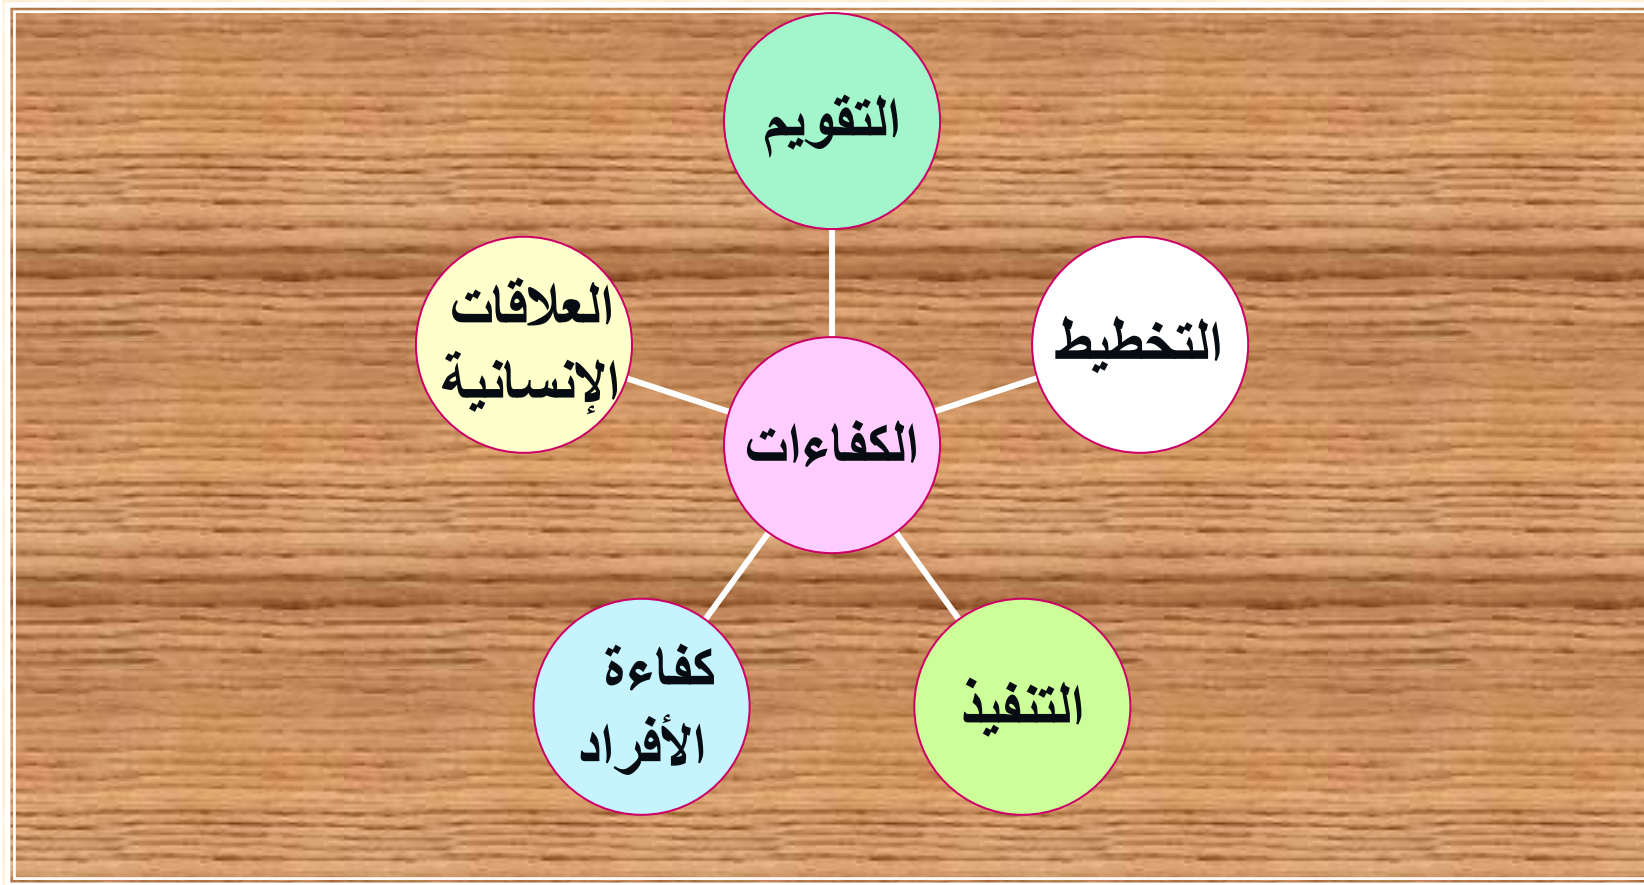 التقويم
العلاقات
الإنسانية
التخطيط
الكفاءات
كفاءة
الأفراد
التنفيذ